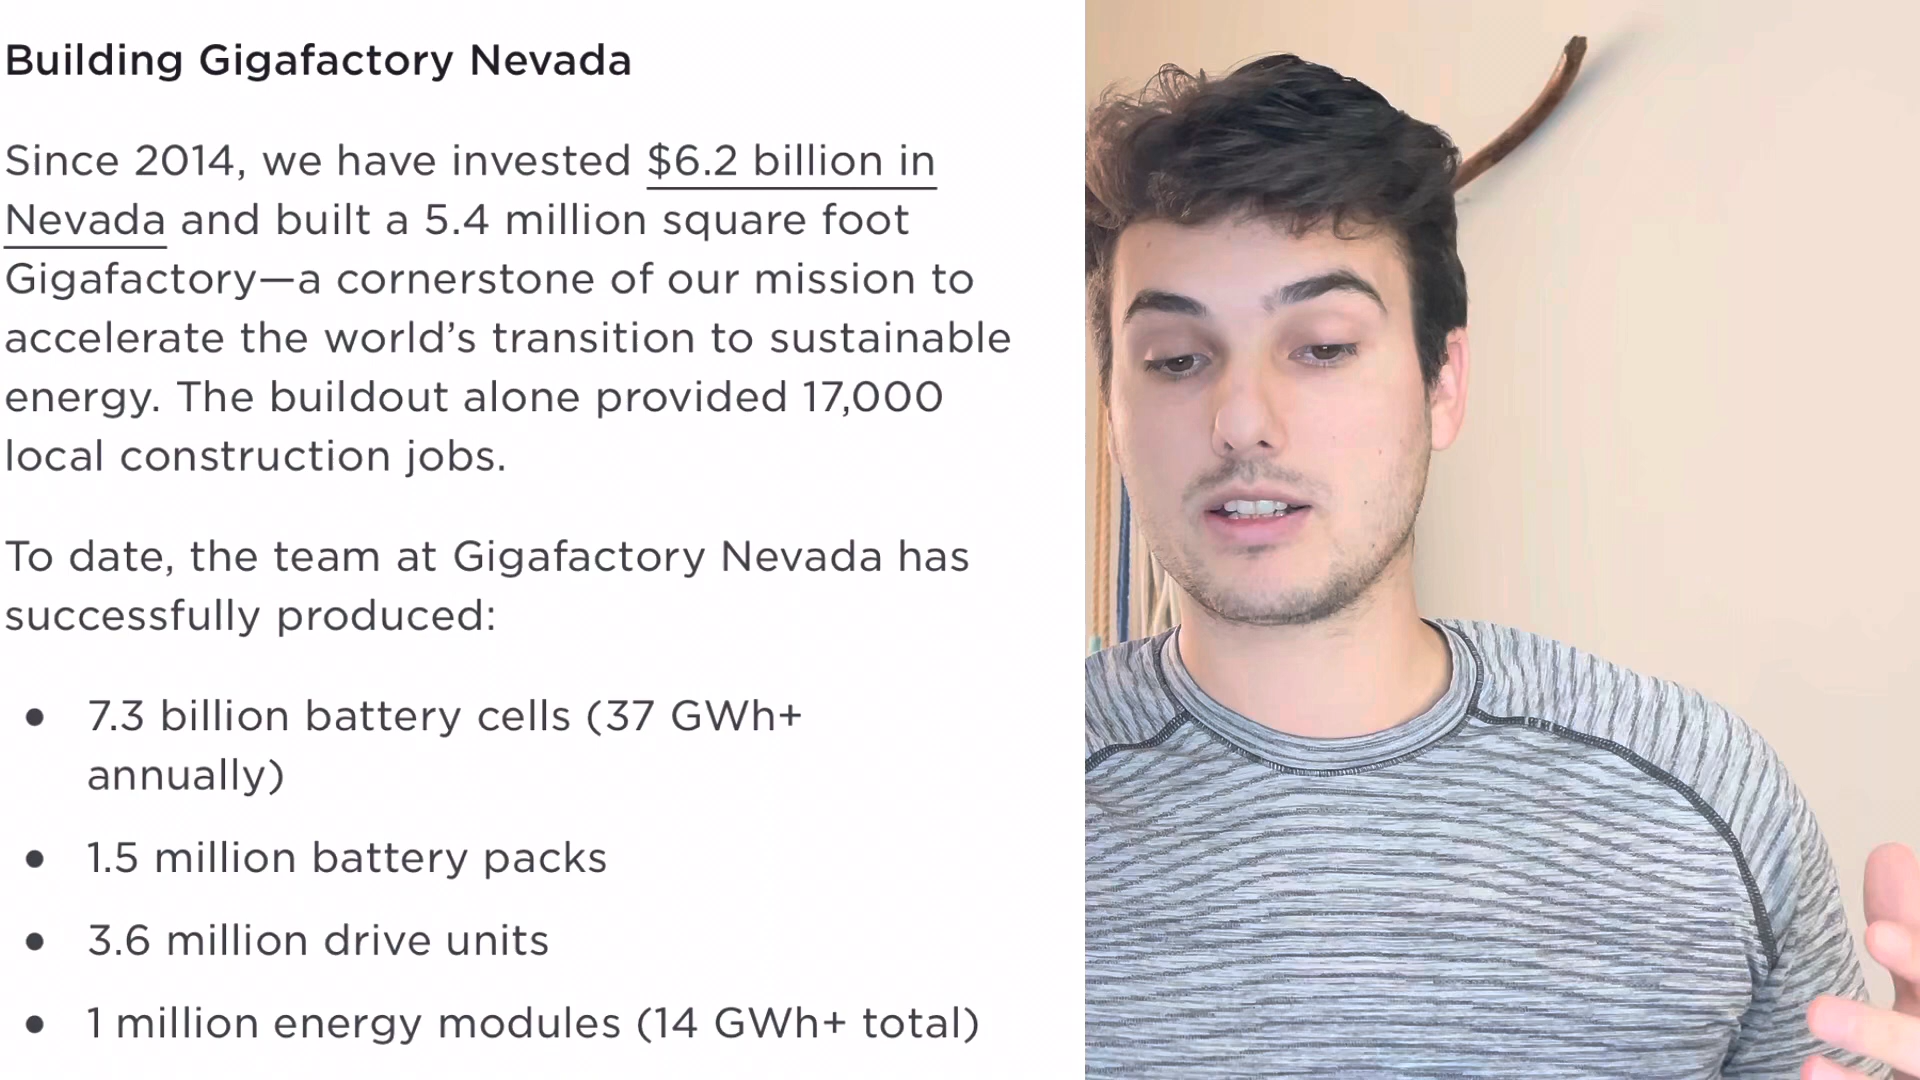 Building Gigafactory Nevada
Since 2014, we have invested $6.2 billion in
Nevada and built a 5.4 million square foot
Gigafactory—a cornerstone of our mission to
accelerate the world’s transition to sustainable
energy. The buildout alone provided 17,000
local construction jobs.
To date, the team at Gigafactory Nevada has
successfully produced:
● 7.3 billion battery cells (37 GWh+
annually)
● 1.5 million battery packs
● 3.6 million drive units
● 1 million energy modules (14 GWh+ total)